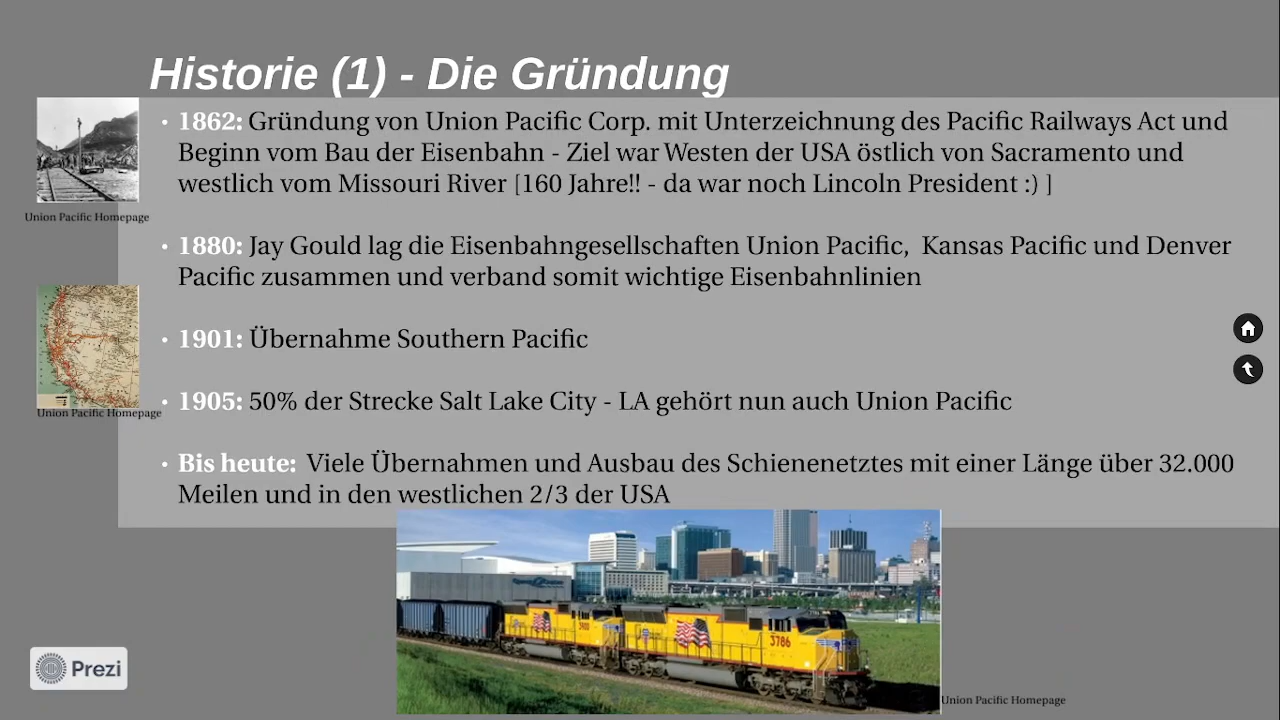 Historie (1) - Die Gründung
• 1862: Gründung von Union Pacific Corp. mit Unterzeichnung des Pacific Railways Act und
Beginn vom Bau der Eisenbahn - Ziel war Westen der USA östlich von Sacramento und
westlich vom Missouri River [160 Jahre!! - da war noch Lincoln President :) ]
Union Pacific Homepage
• 1880: Jay Gould lag die Eisenbahngesellschaften Union Pacific, Kansas Pacific und Denver
Pacific zusammen und verband somit wichtige Eisenbahnlinien
• 1901: Übernahme Southern Pacific
• 1905: 50% der Strecke Salt Lake City - LA gehört nun auch Union Pacific
Union Pacific Homepage
• Bis heute: Viele Übernahmen und Ausbau des Schienenetztes mit einer Länge über 32.000
Meilen und in den westlichen 2/3 der USA
3786
Prezi
Union Pacific Homepage